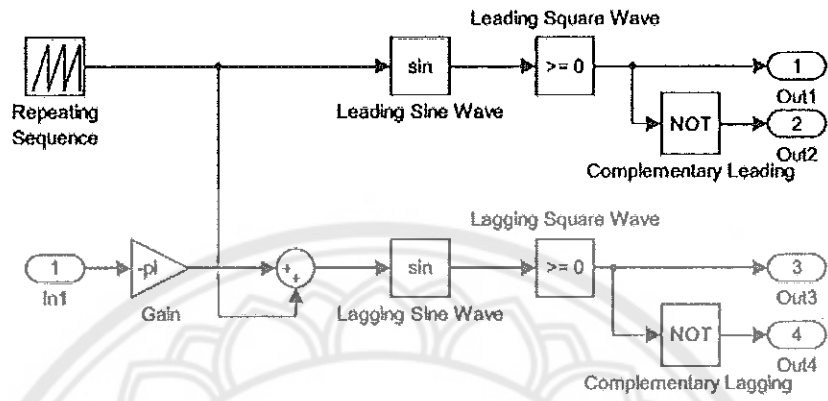 Leading Square Wave
sin
>= 0
1
Repeating
Sequence
Leading Sine Wave
Out1
NOT
2
Out2
Complementary Leading
Lagging Square Wave
1
-pi
+
+
sin
>= 0
3
In1
Gain
Lagging Sine Wave
Out3
NOT
4
Out4
Complementary Lagging